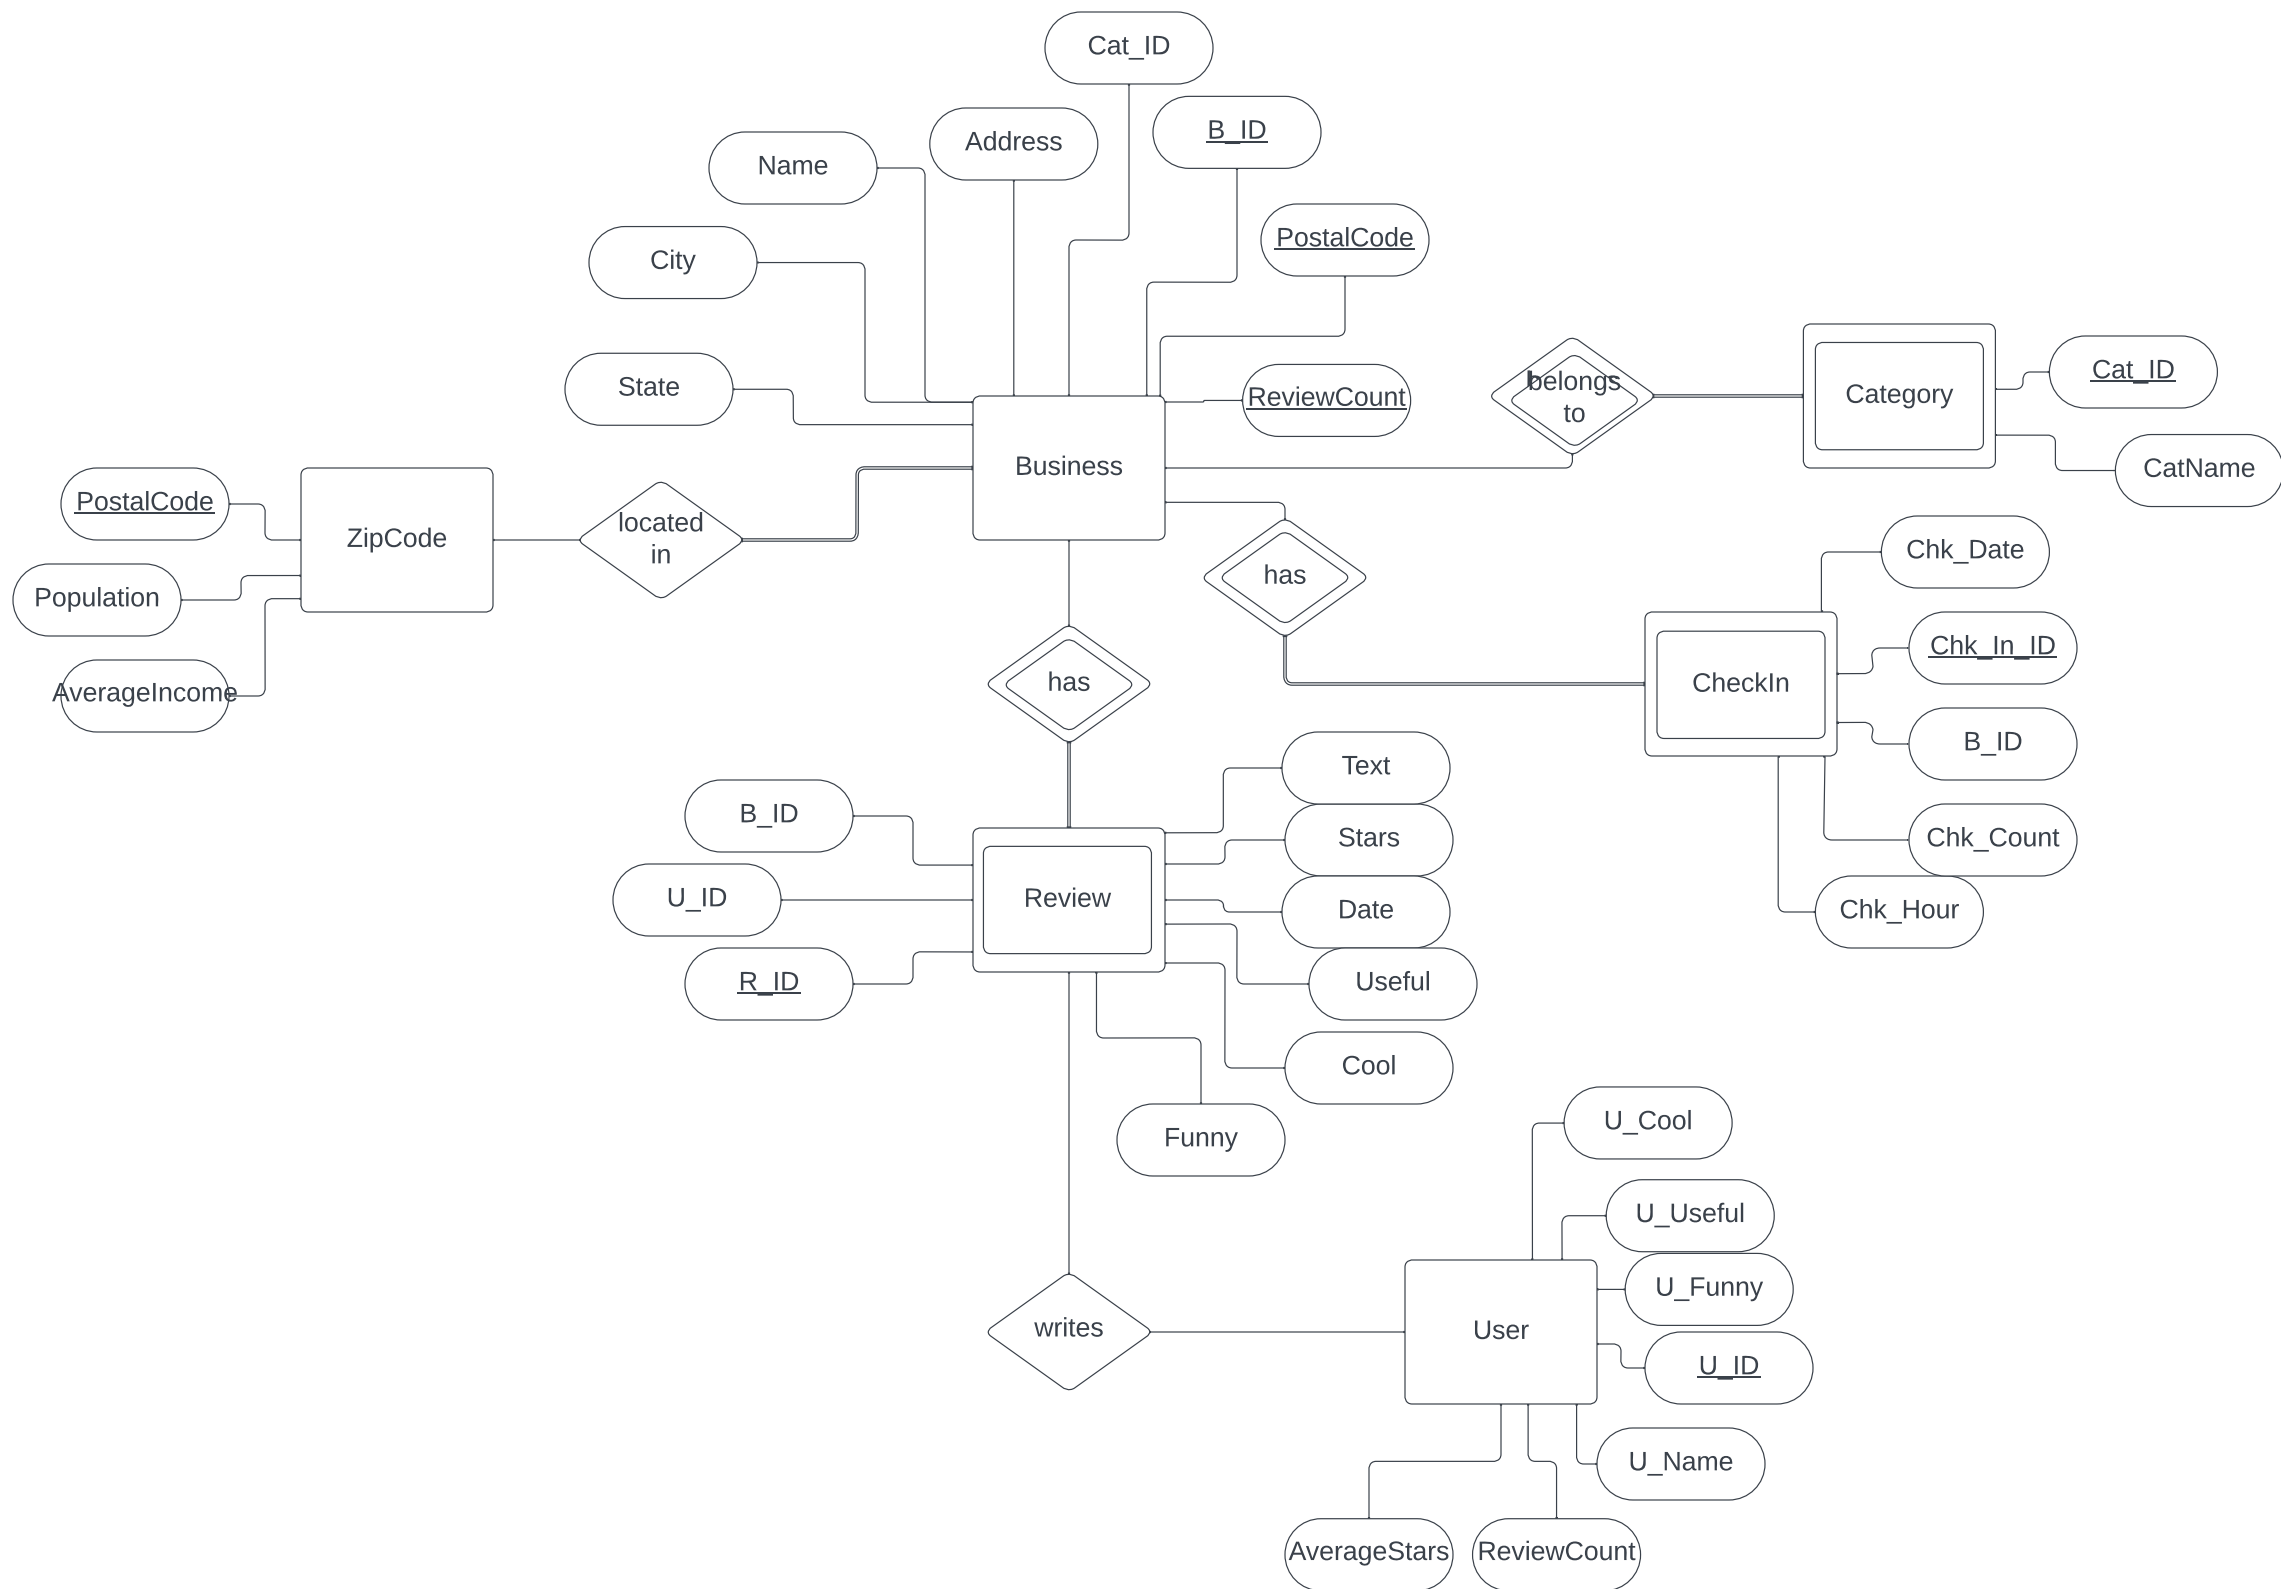 Cat_ID
B_ID
Address
Name
PostalCode
City
State
ReviewCount
Business
belongs
to
Category
Cat_ID
CatName
PostalCode
Population
AverageIncome
ZipCode
located
in
has
has
Chk_Date
Chk_In_ID
CheckIn
B_ID
Chk_Count
Chk_Hour
B_ID
U_ID
R_ID
Review
Text
Stars
Date
Useful
Cool
Funny
writes
User
U_Cool
U_Useful
U_Funny
U_ID
U_Name
AverageStars
ReviewCount